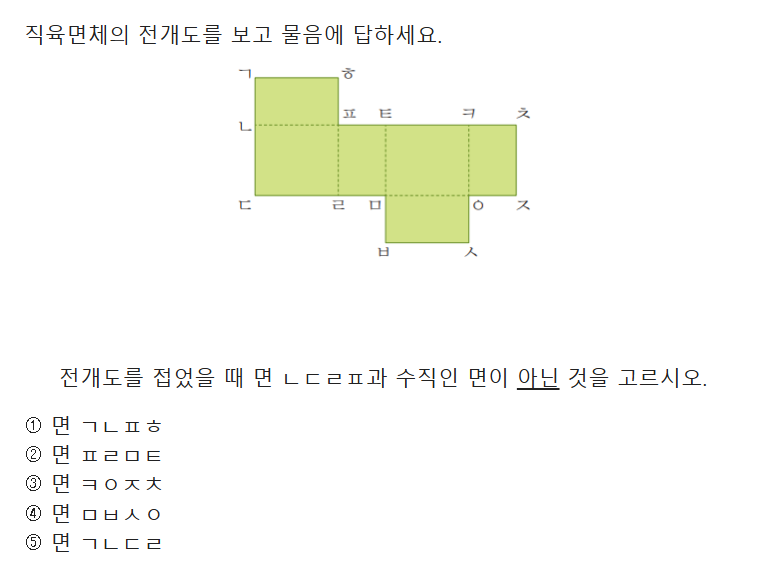 직육면체의 전개도를 보고 물음에 답하세요.
ㄱ ㅎ
ㄴ ㅍ ㅌ ㅋ ㅊ
ㄷ ㄹ ㅁ ㅇ ㅈ
ㅂ ㅅ
전개도를 접었을 때 면 ㄴㄷㄹㅍ과 수직인 면이 아닌 것을 고르시오.
① 면 ㄱㄴㅍㅎ
② 면 ㅍㄹㅁㅌ
③ 면 ㅋㅇㅈㅊ
④ 면 ㅁㅂㅅㅇ
⑤ 면 ㄱㄴㄷㄹ